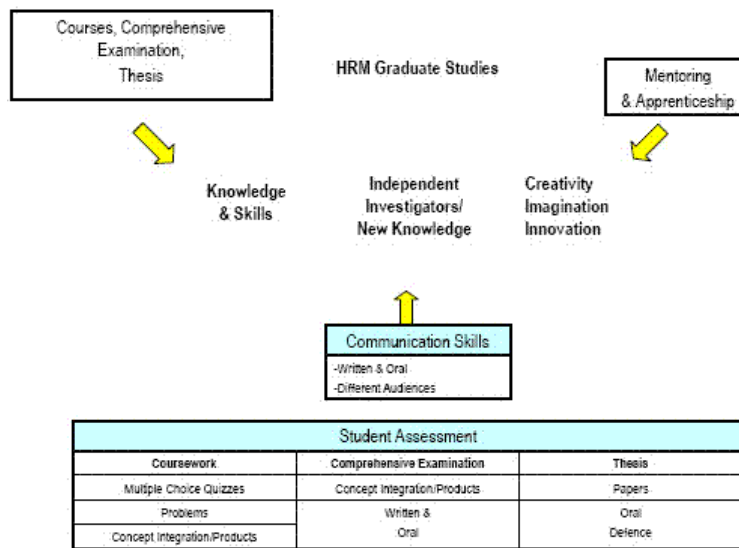 Courses, Comprehensive
Examination,
Thesis
HRM Graduate Studies
Mentoring
& Apprenticeship
Knowledge
& Skills
Independent
Investigators/
New Knowledge
Creativity
Imagination
Innovation
Communication Skills
-Written & Oral
-Different Audiences
Student Assessment
Coursework
Comprehensive Examination
Thesis
Multiple Choice Quizzes
Concept Integration/Products
Papers
Problems
Written &
Oral
Oral
Defence
Concept Integration/Products